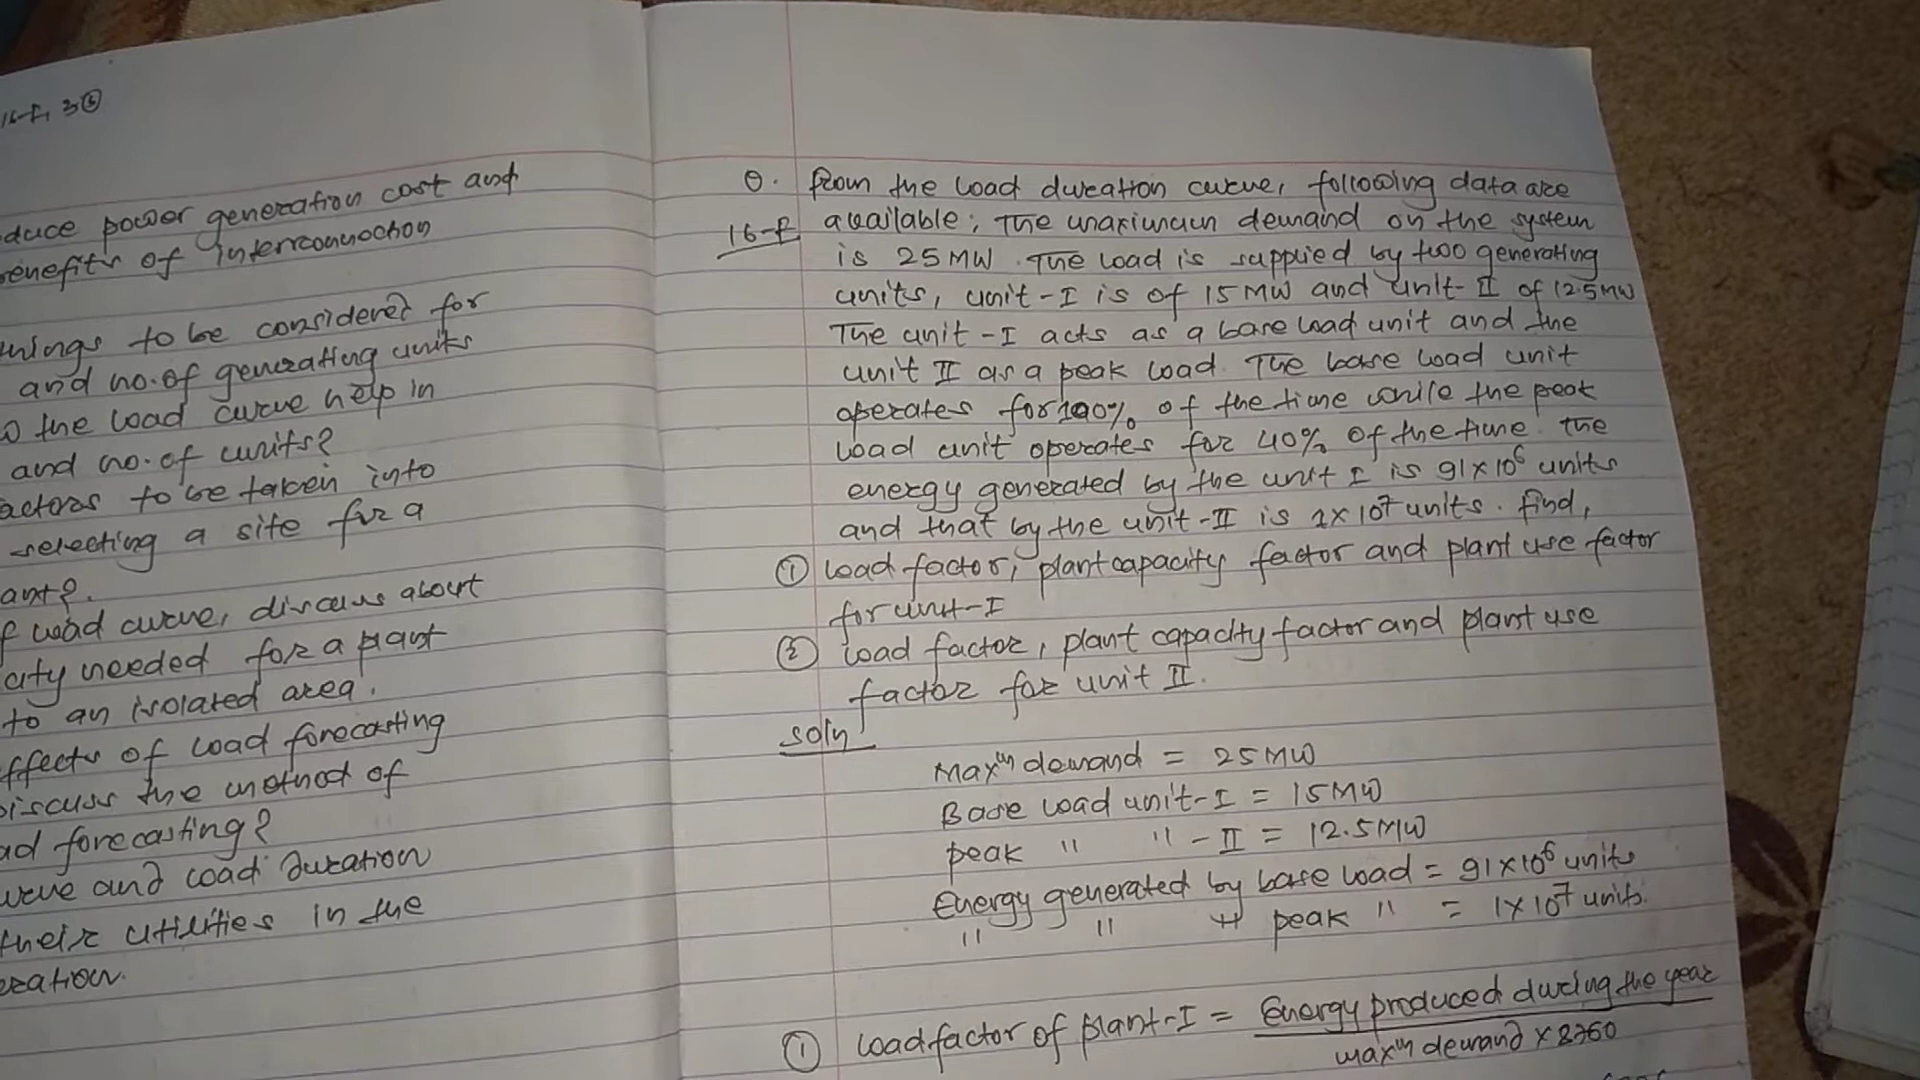 16-f, 3⑥
duce power generation cost and
enefits of interconnection
hings to be considered for
and no. of generating units
the load curve help in
and no. of units?
actors to be taken into
selecting a site for a
ant?
f load curve, discuss about
city needed for a plant
to an isolated area.
ffects of load forecasting
iscuss the method of
ad forecasting?
urve and load duration
their utilities in the
eration.
Q. from the load duration curve, following data are
16-f available; The maximum demand on the system
is 25MW. The load is supplied by two generating
units, unit-I is of 15MW and unit-II of 12.5MW
The unit-I acts as a base load unit and the
unit II as a peak load. The base load unit
operates for 100% of the time while the peak
load unit operates for 40% of the time. The
energy generated by the unit I is 91×10⁶ units
and that by the unit-II is 1×10⁷ units. find,
① load factor, plant capacity factor and plant use factor
for unit-I
② load factor, plant capacity factor and plant use
factor for unit II.
soln
Maxᵐ demand = 25MW
Base load unit-I = 15MW
peak " " - II = 12.5MW
Energy generated by base load = 91×10⁶ units
" " " peak " = 1×10⁷ units.
① load factor of plant-I = Energy produced during the year
maxᵐ demand × 8760